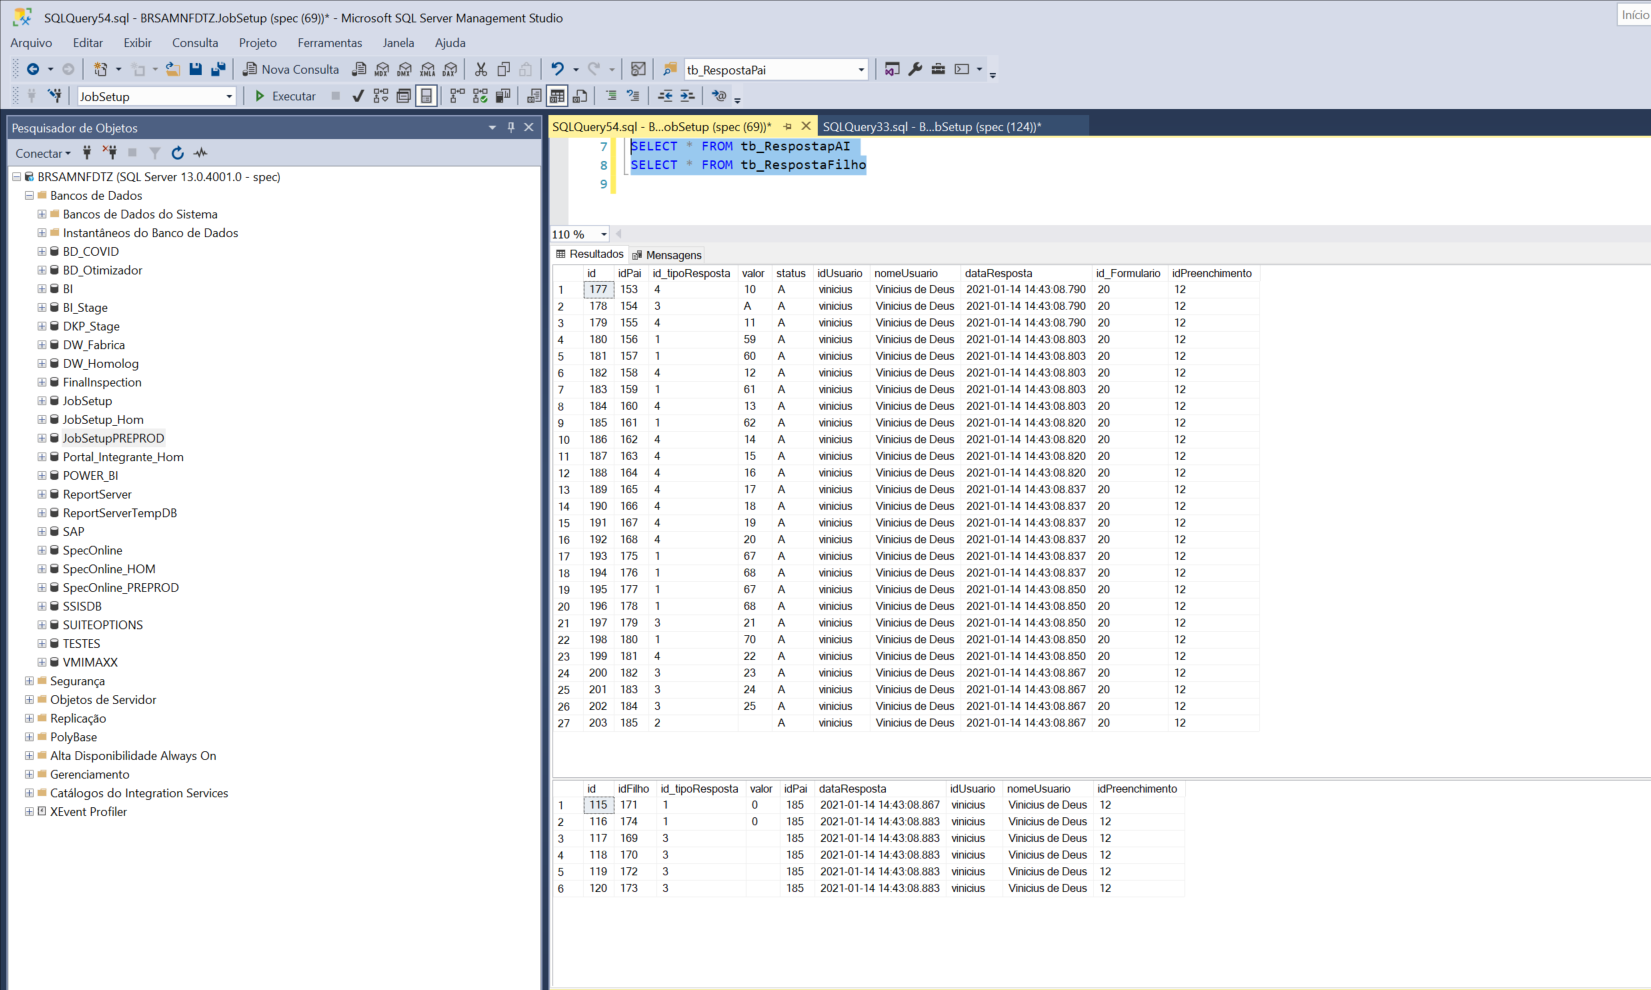 SQLQuery54.sql - BRSAMNFDTZ.JobSetup (spec (69))* - Microsoft SQL Server Management Studio
Início
Arquivo Editar Exibir Consulta Projeto Ferramentas Janela Ajuda
Nova Consulta MDX DMX XMLA DAX tb_RespostaPai
JobSetup Executar
Pesquisador de Objetos
Conectar
BRSAMNFDTZ (SQL Server 13.0.4001.0 - spec)
Bancos de Dados
Bancos de Dados do Sistema
Instantâneos do Banco de Dados
BD_COVID
BD_Otimizador
BI
BI_Stage
DKP_Stage
DW_Fabrica
DW_Homolog
FinalInspection
JobSetup
JobSetup_Hom
JobSetupPREPROD
Portal_Integrante_Hom
POWER_BI
ReportServer
ReportServerTempDB
SAP
SpecOnline
SpecOnline_HOM
SpecOnline_PREPROD
SSISDB
SUITEOPTIONS
TESTES
VMIMAXX
Segurança
Objetos de Servidor
Replicação
PolyBase
Alta Disponibilidade Always On
Gerenciamento
Catálogos do Integration Services
XEvent Profiler
SQLQuery54.sql - B...obSetup (spec (69))* SQLQuery33.sql - B...bSetup (spec (124))*
7 SELECT * FROM tb_RespostapAI
8 SELECT * FROM tb_RespostaFilho
9
110 %
Resultados Mensagens
id idPai id_tipoResposta valor status idUsuario nomeUsuario dataResposta id_Formulario idPreenchimento
1 177 153 4 10 A vinicius Vinicius de Deus 2021-01-14 14:43:08.790 20 12
2 178 154 3 A A vinicius Vinicius de Deus 2021-01-14 14:43:08.790 20 12
3 179 155 4 11 A vinicius Vinicius de Deus 2021-01-14 14:43:08.790 20 12
4 180 156 1 59 A vinicius Vinicius de Deus 2021-01-14 14:43:08.803 20 12
5 181 157 1 60 A vinicius Vinicius de Deus 2021-01-14 14:43:08.803 20 12
6 182 158 4 12 A vinicius Vinicius de Deus 2021-01-14 14:43:08.803 20 12
7 183 159 1 61 A vinicius Vinicius de Deus 2021-01-14 14:43:08.803 20 12
8 184 160 4 13 A vinicius Vinicius de Deus 2021-01-14 14:43:08.803 20 12
9 185 161 1 62 A vinicius Vinicius de Deus 2021-01-14 14:43:08.820 20 12
10 186 162 4 14 A vinicius Vinicius de Deus 2021-01-14 14:43:08.820 20 12
11 187 163 4 15 A vinicius Vinicius de Deus 2021-01-14 14:43:08.820 20 12
12 188 164 4 16 A vinicius Vinicius de Deus 2021-01-14 14:43:08.820 20 12
13 189 165 4 17 A vinicius Vinicius de Deus 2021-01-14 14:43:08.837 20 12
14 190 166 4 18 A vinicius Vinicius de Deus 2021-01-14 14:43:08.837 20 12
15 191 167 4 19 A vinicius Vinicius de Deus 2021-01-14 14:43:08.837 20 12
16 192 168 4 20 A vinicius Vinicius de Deus 2021-01-14 14:43:08.837 20 12
17 193 175 1 67 A vinicius Vinicius de Deus 2021-01-14 14:43:08.837 20 12
18 194 176 1 68 A vinicius Vinicius de Deus 2021-01-14 14:43:08.837 20 12
19 195 177 1 67 A vinicius Vinicius de Deus 2021-01-14 14:43:08.850 20 12
20 196 178 1 68 A vinicius Vinicius de Deus 2021-01-14 14:43:08.850 20 12
21 197 179 3 21 A vinicius Vinicius de Deus 2021-01-14 14:43:08.850 20 12
22 198 180 1 70 A vinicius Vinicius de Deus 2021-01-14 14:43:08.850 20 12
23 199 181 4 22 A vinicius Vinicius de Deus 2021-01-14 14:43:08.850 20 12
24 200 182 3 23 A vinicius Vinicius de Deus 2021-01-14 14:43:08.867 20 12
25 201 183 3 24 A vinicius Vinicius de Deus 2021-01-14 14:43:08.867 20 12
26 202 184 3 25 A vinicius Vinicius de Deus 2021-01-14 14:43:08.867 20 12
27 203 185 2 A vinicius Vinicius de Deus 2021-01-14 14:43:08.867 20 12
id idFilho id_tipoResposta valor idPai dataResposta idUsuario nomeUsuario idPreenchimento
1 115 171 1 0 185 2021-01-14 14:43:08.867 vinicius Vinicius de Deus 12
2 116 174 1 0 185 2021-01-14 14:43:08.883 vinicius Vinicius de Deus 12
3 117 169 3 185 2021-01-14 14:43:08.883 vinicius Vinicius de Deus 12
4 118 170 3 185 2021-01-14 14:43:08.883 vinicius Vinicius de Deus 12
5 119 172 3 185 2021-01-14 14:43:08.883 vinicius Vinicius de Deus 12
6 120 173 3 185 2021-01-14 14:43:08.883 vinicius Vinicius de Deus 12